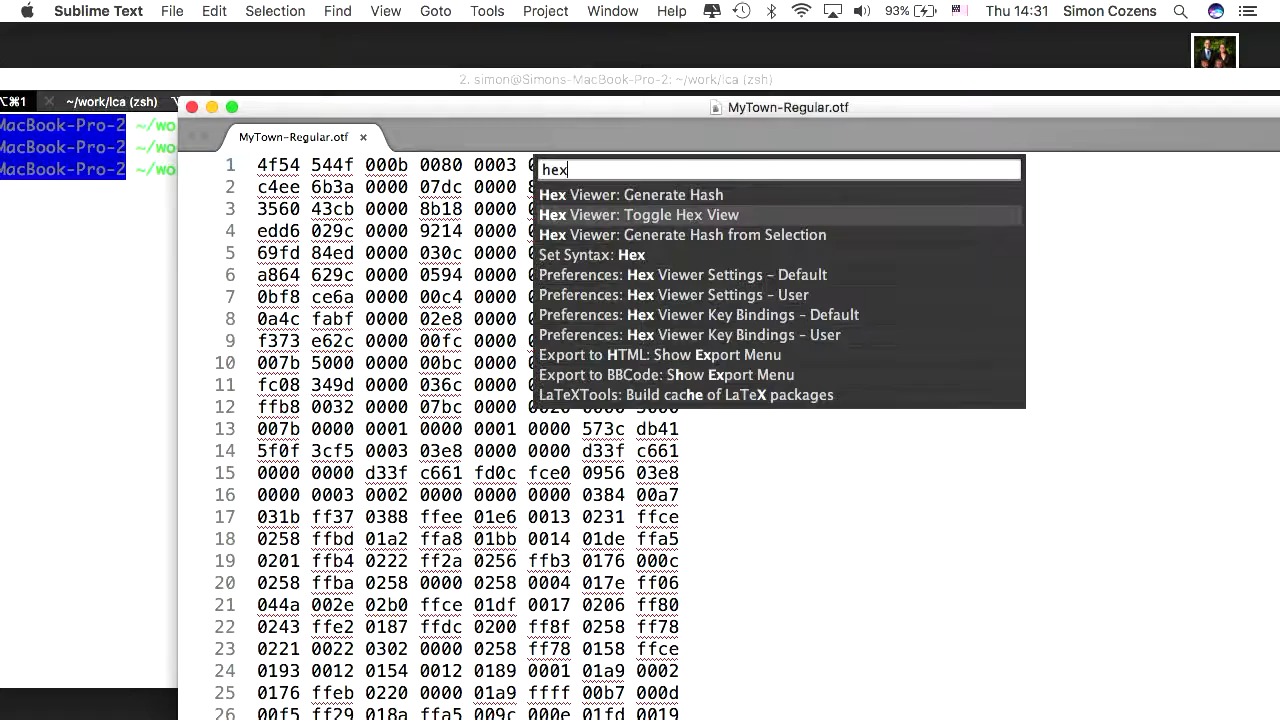 Sublime Text File Edit Selection Find View Goto Tools Project Window Help 93% Thu 14:31 Simon Cozens
2. simon@Simons-MacBook-Pro-2: ~/work/lca (zsh)
⌥⌘1 × ~/work/lca (zsh)
MyTown-Regular.otf
MacBook-Pro-2 ~/wo
MacBook-Pro-2 ~/wo
MacBook-Pro-2 ~/wo
MyTown-Regular.otf ×
hex
Hex Viewer: Generate Hash
Hex Viewer: Toggle Hex View
Hex Viewer: Generate Hash from Selection
Set Syntax: Hex
Preferences: Hex Viewer Settings - Default
Preferences: Hex Viewer Settings - User
Preferences: Hex Viewer Key Bindings - Default
Preferences: Hex Viewer Key Bindings - User
Export to HTML: Show Export Menu
Export to BBCode: Show Export Menu
LaTeXTools: Build cache of LaTeX packages
1 4f54 544f 000b 0080 0003
2 c4ee 6b3a 0000 07dc 0000
3 3560 43cb 0000 8b18 0000
4 edd6 029c 0000 9214 0000
5 69fd 84ed 0000 030c 0000
6 a864 629c 0000 0594 0000
7 0bf8 ce6a 0000 00c4 0000
8 0a4c fabf 0000 02e8 0000
9 f373 e62c 0000 00fc 0000
10 007b 5000 0000 00bc 0000
11 fc08 349d 0000 036c 0000
12 ffb8 0032 0000 07bc 0000
13 007b 0000 0001 0000 0001 0000 573c db41
14 5f0f 3cf5 0003 03e8 0000 0000 d33f c661
15 0000 0000 d33f c661 fd0c fce0 0956 03e8
16 0000 0003 0002 0000 0000 0000 0384 00a7
17 031b ff37 0388 ffee 01e6 0013 0231 ffce
18 0258 ffbd 01a2 ffa8 01bb 0014 01de ffa5
19 0201 ffb4 0222 ff2a 0256 ffb3 0176 000c
20 0258 ffba 0258 0000 0258 0004 017e ff06
21 044a 002e 02b0 ffce 01df 0017 0206 ff80
22 0243 ffe2 0187 ffdc 0200 ff8f 0258 ff78
23 0221 0022 0302 0000 0258 ff78 0158 ffce
24 0193 0012 0154 0012 0189 0001 01a9 0002
25 0176 ffeb 0220 0000 01a9 ffff 00b7 000d
26 00f5 ff29 018a ffa5 009c 000e 01fd 0019